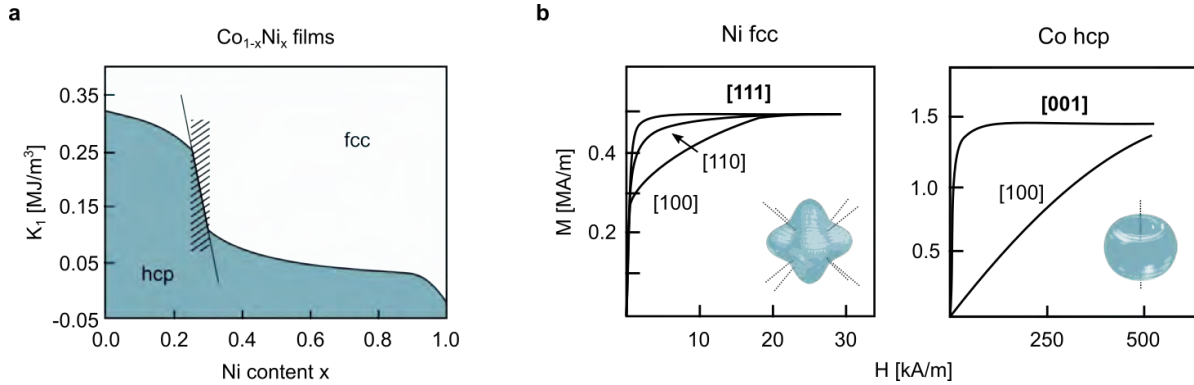 a
Co1-xNix films
K1 [MJ/m3]
0.35
0.25
0.15
0.05
-0.05
fcc
hcp
0.0
0.2
0.4
0.6
0.8
1.0
Ni content x
b
Ni fcc
M [MA/m]
0.4
0.2
[111]
[110]
[100]
10
20
30
Co hcp
1.5
1.0
1.0
[001]
[100]
250
500
H [kA/m]